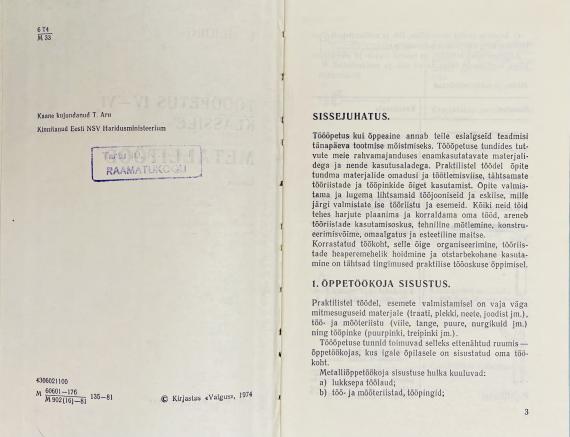 6 T4
M 33
Kaane kujundanud T. Aru
Kinnitanud Eesti NSV Haridusministeerium
RAAMATUKOGU
4306021100
M 60601—176
M 902(16)—81 135—81
© Kirjastus «Valgus», 1974
SISSEJUHATUS.
Tööõpetus kui õppeaine annab teile esialgseid teadmisi
tänapäeva tootmise mõistmiseks. Tööõpetuse tundides tut-
vute meie rahvamajanduses enamkasutatavate materjali-
dega ja nende kasutusaladega. Praktilistel töödel õpite
tundma materjalide omadusi ja töötlemisviise, tähtsamate
tööriistade ja tööpinkide õiget kasutamist. Õpite valmis-
tama ja lugema lihtsamaid tööjooniseid ja eskiise, mille
järgi valmistate ise tööriistu ja esemeid. Kõiki neid töid
tehes harjute plaanima ja korraldama oma tööd, areneb
tööriistade kasutamisoskus, tehniline mõtlemine, konstru-
eerimisvõime, omaalgatus ja esteetiline maitse.
Korrastatud töökoht, selle õige organiseerimine, tööriis-
tade heaperemehelik hoidmine ja otstarbekohane kasuta-
mine on tähtsad tingimused praktilise tööoskuse õppimisel.
1. ÕPPETÖÖKOJA SISUSTUS.
Praktilistel töödel, esemete valmistamisel on vaja väga
mitmesuguseid materjale (traati, plekki, neete, joodist jm.),
töö- ja mõõteriistu (viile, tange, puure, nurgikuid jm.)
ning tööpinke (puurpinki, treipinki jm.).
Tööõpetuse tunnid toimuvad selleks ettenähtud ruumis —
õppetöökojas, kus igale õpilasele on sisustatud oma töö-
koht.
Metalliõppetöökoja sisustuse hulka kuuluvad:
a) lukksepa töölaud;
b) töö- ja mõõteriistad, tööpingid;
3